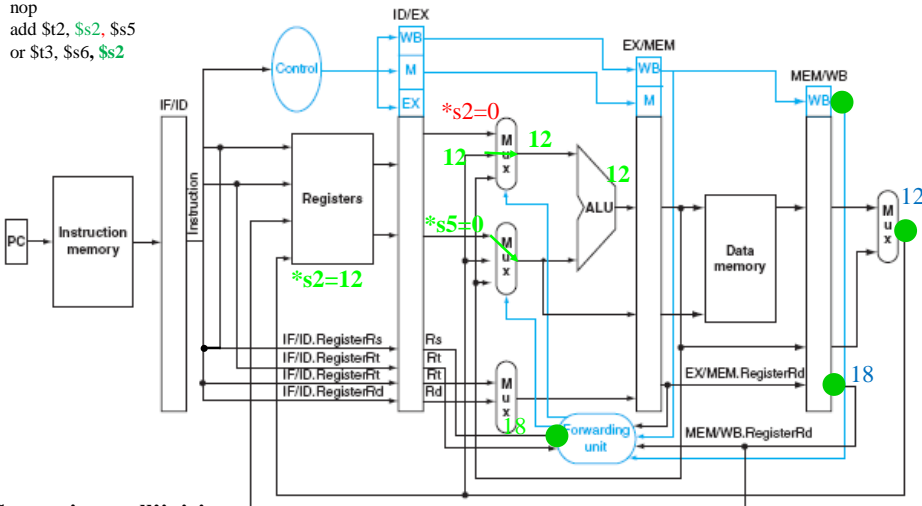 nop
add $t2, $s2, $s5
or $t3, $s6, $s2
ID/EX
WB
EX/MEM
Control
M
WB
MEM/WB
IF/ID
EX
*s2=0
M
WB
M
u
x
12
12
12
Instruction
Registers
ALU
12
M
u
x
PC
Instruction
memory
*s5=0
M
u
x
Data
memory
*s2=12
IF/ID.RegisterRs
Rs
IF/ID.RegisterRt
Rt
IF/ID.RegisterRt
Rt
IF/ID.RegisterRd
Rd
M
u
x
EX/MEM.RegisterRd
18
18
Forwarding
unit
MEM/WB.RegisterRd